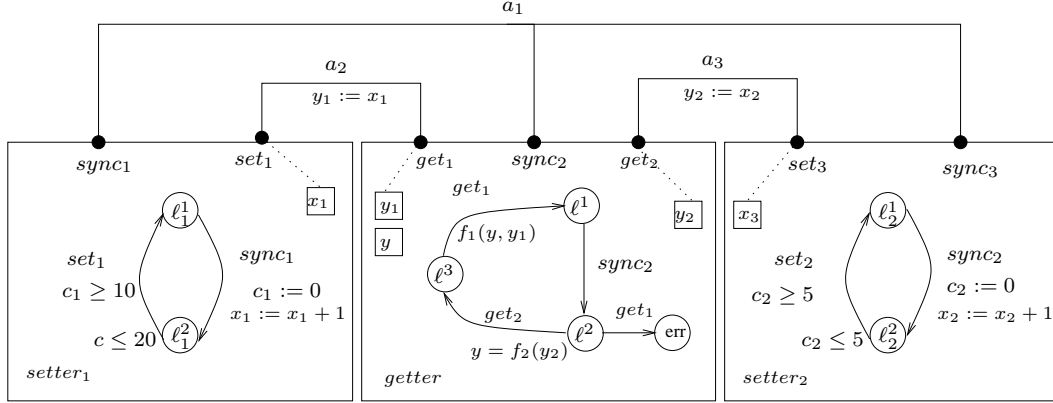 a₁
a₂
y₁ := x₁
a₃
y₂ := x₂
sync₁
set₁
x₁
ℓ₁¹
set₁
c₁ ≥ 10
sync₁
c₁ := 0
x₁ := x₁ + 1
c ≤ 20
ℓ₁²
setter₁
get₁
sync₂
get₂
y₁
y
y₂
get₁
ℓ¹
f₁(y, y₁)
ℓ³
sync₂
get₂
get₁
y = f₂(y₂)
ℓ²
err
getter
set₃
sync₃
x₃
ℓ₂¹
set₂
c₂ ≥ 5
sync₂
c₂ := 0
x₂ := x₂ + 1
c₂ ≤ 5
ℓ₂²
setter₂